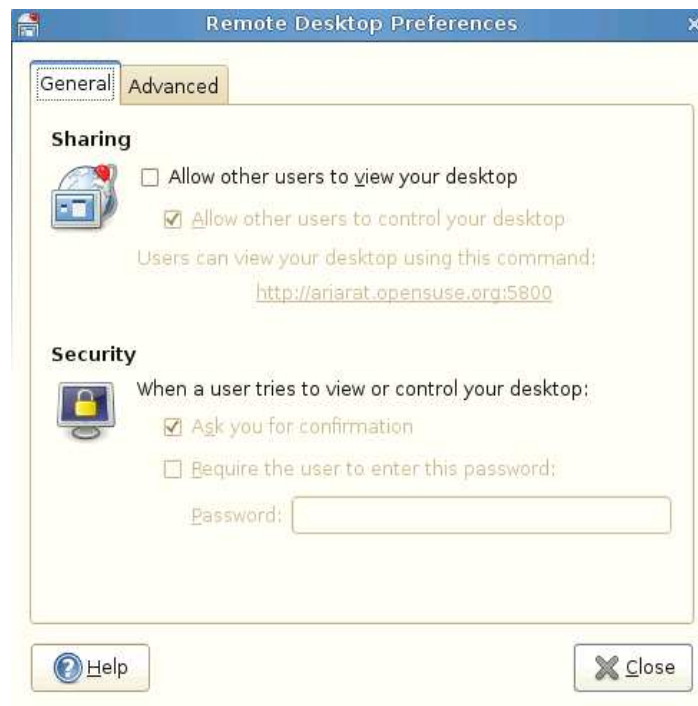 Remote Desktop Preferences
General Advanced
Sharing
Allow other users to view your desktop
Allow other users to control your desktop
Users can view your desktop using this command:
http://ariarat.opensuse.org:5800
Security
When a user tries to view or control your desktop:
Ask you for confirmation
Require the user to enter this password:
Password:
Help Close